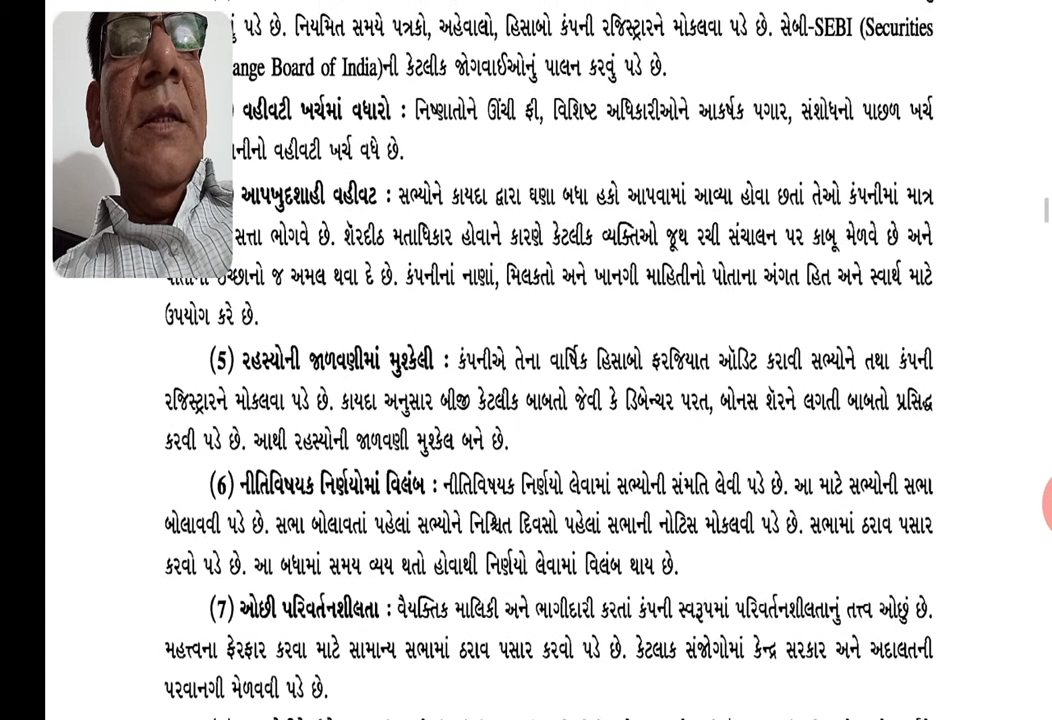 ું પડે છે. નિયમિત સમયે પત્રકો, અહેવાલો, હિસાબો કંપની રજિસ્ટ્રારને મોકલવા પડે છે. સેબી-SEBI (Securities
ange Board of India)ની કેટલીક જોગવાઈઓનું પાલન કરવું પડે છે.
વહીવટી ખર્ચમાં વધારો : નિષ્ણાતોને ઊંચી ફી, વિશિષ્ટ અધિકારીઓને આકર્ષક પગાર, સંશોધનો પાછળ ખર્ચ
નીનો વહીવટી ખર્ચ વધે છે.
આપખુદશાહી વહીવટ : સભ્યોને કાયદા દ્વારા ઘણા બધા હકો આપવામાં આવ્યા હોવા છતાં તેઓ કંપનીમાં માત્ર
સત્તા ભોગવે છે. શૅરદીઠ મતાધિકાર હોવાને કારણે કેટલીક વ્યક્તિઓ જૂથ રચી સંચાલન પર કાબૂ મેળવે છે અને
જ અમલ થવા દે છે. કંપનીનાં નાણાં, મિલકતો અને ખાનગી માહિતીનો પોતાના અંગત હિત અને સ્વાર્થ માટે
ઉપયોગ કરે છે.
(5) રહસ્યોની જાળવણીમાં મુશ્કેલી : કંપનીએ તેના વાર્ષિક હિસાબો ફરજિયાત ઑડિટ કરાવી સભ્યોને તથા કંપની
રજિસ્ટ્રારને મોકલવા પડે છે. કાયદા અનુસાર બીજી કેટલીક બાબતો જેવી કે ડિબેન્ચર પરત, બોનસ શૅરને લગતી બાબતો પ્રસિદ્ધ
કરવી પડે છે. આથી રહસ્યોની જાળવણી મુશ્કેલ બને છે.
(6) નીતિવિષયક નિર્ણયોમાં વિલંબ : નીતિવિષયક નિર્ણયો લેવામાં સભ્યોની સંમતિ લેવી પડે છે. આ માટે સભ્યોની સભા
બોલાવવી પડે છે. સભા બોલાવતાં પહેલાં સભ્યોને નિશ્ચિત દિવસો પહેલાં સભાની નોટિસ મોકલવી પડે છે. સભામાં ઠરાવ પસાર
કરવો પડે છે. આ બધામાં સમય વ્યય થતો હોવાથી નિર્ણયો લેવામાં વિલંબ થાય છે.
(7) ઓછી પરિવર્તનશીલતા : વૈયક્તિક માલિકી અને ભાગીદારી કરતાં કંપની સ્વરૂપમાં પરિવર્તનશીલતાનું તત્ત્વ ઓછું છે.
મહત્ત્વના ફેરફાર કરવા માટે સામાન્ય સભામાં ઠરાવ પસાર કરવો પડે છે. કેટલાક સંજોગોમાં કેન્દ્ર સરકાર અને અદાલતની
પરવાનગી મેળવવી પડે છે.